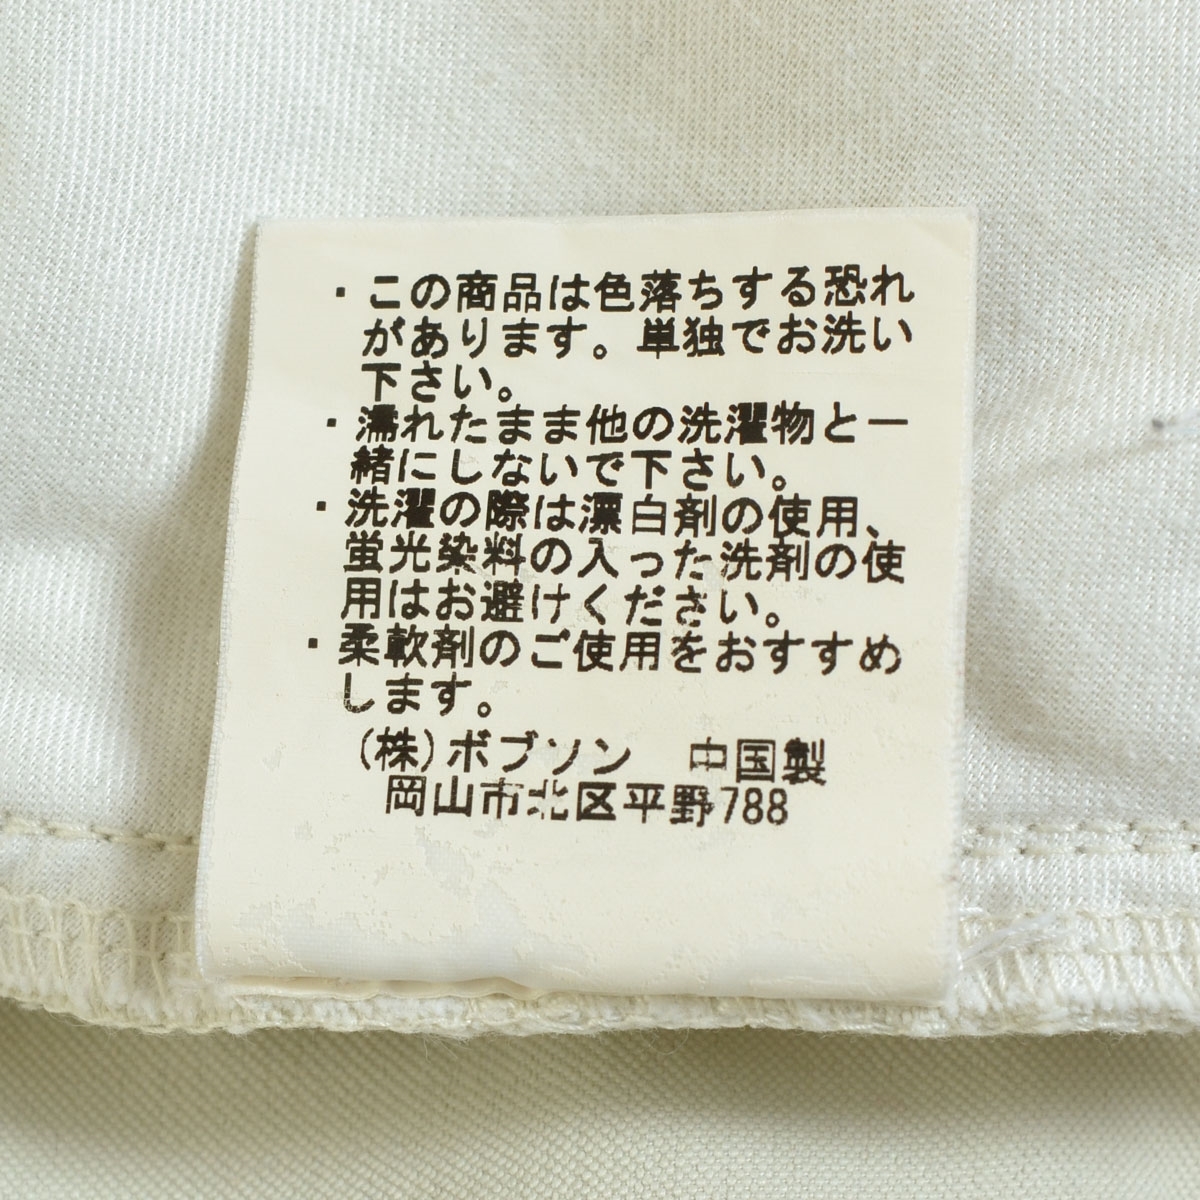 ・この商品は色落ちする恐れ
があります。単独でお洗い
下さい。
・濡れたまま他の洗濯物と一
緒にしないで下さい。
・洗濯の際は漂白剤の使用、
蛍光染料の入った洗剤の使
用はお避けください。
・柔軟剤のご使用をおすすめ
します。
(株)ボブソン　中国製
岡山市北区平野788